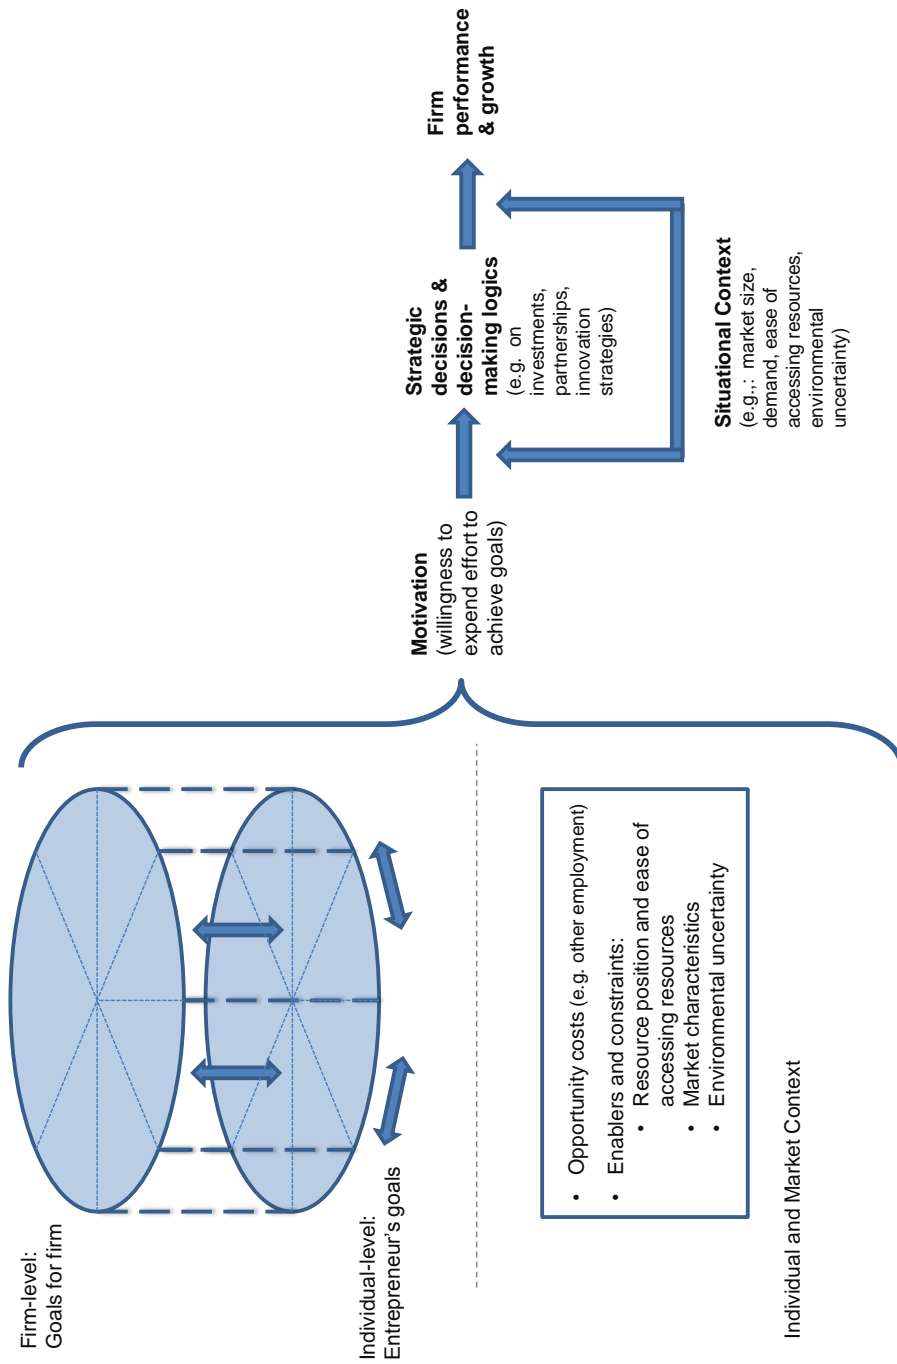 Firm-level:
Goals for firm
Individual-level:
Entrepreneur's goals
• Opportunity costs (e.g. other employment)
• Enablers and constraints:
• Resource position and ease of
accessing resources
• Market characteristics
• Environmental uncertainty
Individual and Market Context
Motivation
(willingness to
expend effort to
achieve goals)
Strategic
decisions &
decision-
making logics
(e.g. on
investments,
partnerships,
innovation
strategies)
Firm
performance
& growth
Situational Context
(e.g.,: market size,
demand, ease of
accessing resources,
environmental
uncertainty)